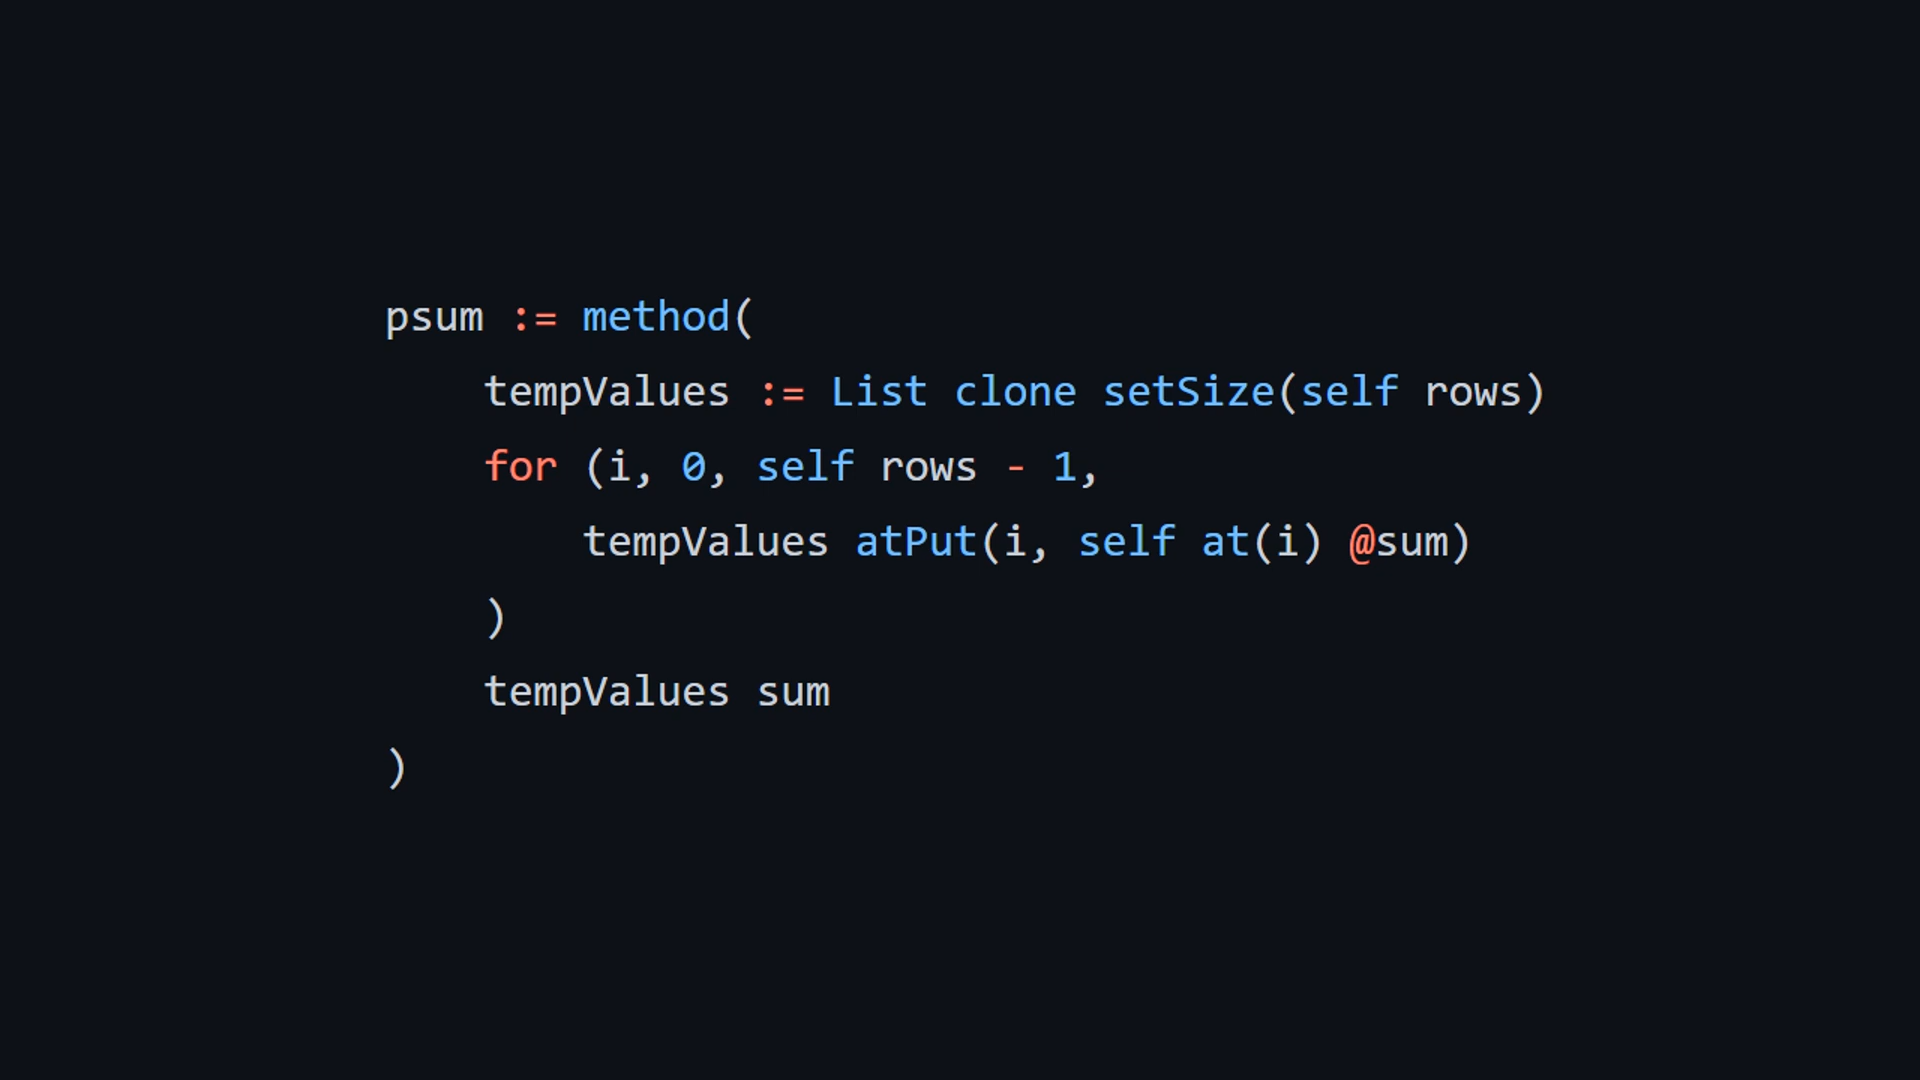 psum := method(
    tempValues := List clone setSize(self rows)
    for (i, 0, self rows - 1,
        tempValues atPut(i, self at(i) @sum)
    )
    tempValues sum
)